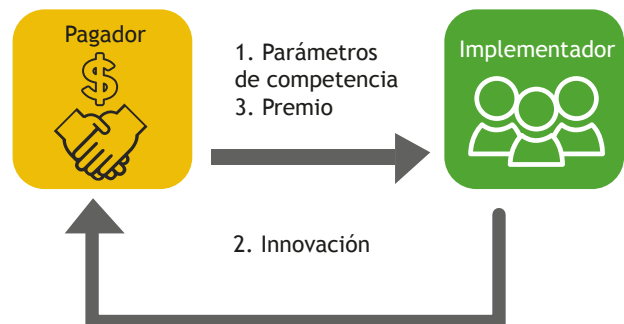 Pagador
$
1. Parámetros
de competencia
3. Premio
Implementador
2. Innovación